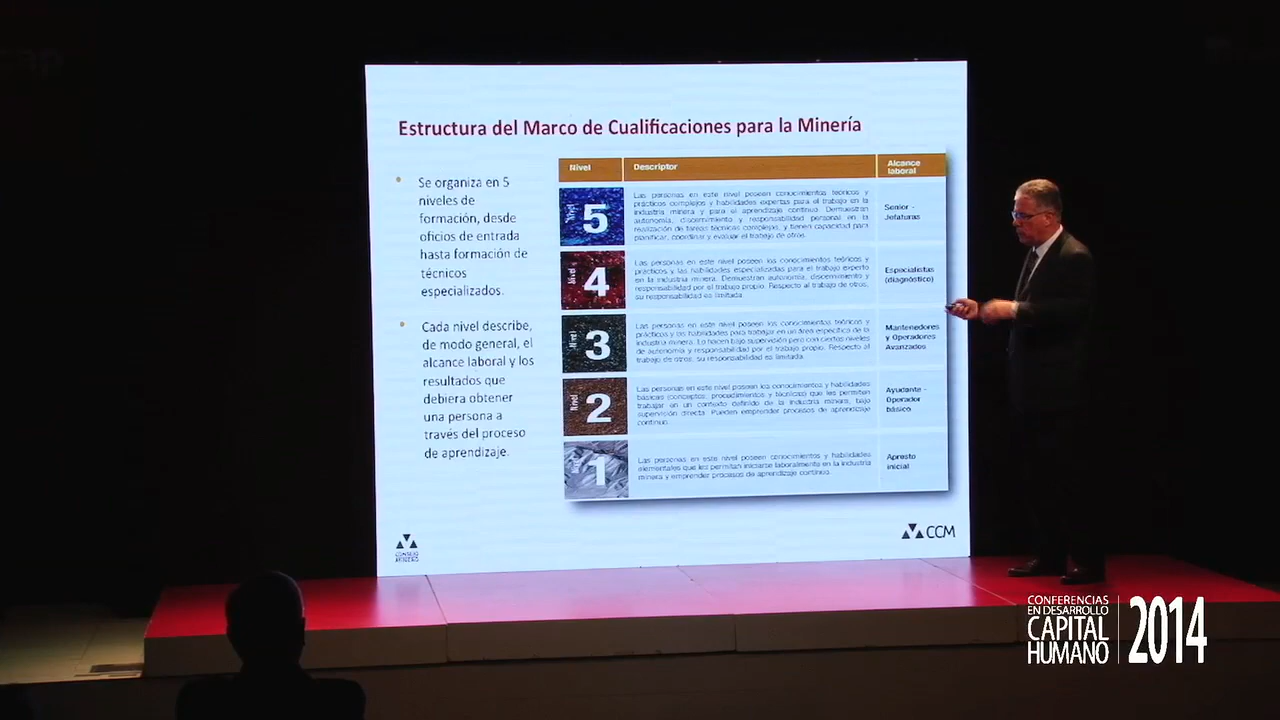 Estructura del Marco de Cualificaciones para la Minería
• Se organiza en 5
niveles de
formación, desde
oficios de entrada
hasta formación de
técnicos
especializados.
• Cada nivel describe,
de modo general, el
alcance laboral y los
resultados que
debiera obtener
una persona a
través del proceso
de aprendizaje.
Nivel
Descriptor
Alcance
laboral
Nivel
5
Las personas en este nivel poseen conocimientos teóricos y
prácticos complejos y habilidades expertas para el trabajo en la
industria minera y para el aprendizaje continuo. Demuestran
autonomía, discernimiento y responsabilidad personal en la
realización de tareas técnicas complejas, y tienen capacidad para
planificar, coordinar y evaluar el trabajo de otros.
Senior -
Jefaturas
Nivel
4
Las personas en este nivel poseen los conocimientos teóricos y
prácticos y las habilidades especializadas para el trabajo experto
en la industria minera. Demuestran autonomía, discernimiento y
responsabilidad por el trabajo propio. Respecto al trabajo de otros,
su responsabilidad es limitada.
Especialistas
(diagnóstico)
Nivel
3
Las personas en este nivel poseen los conocimientos teóricos y
prácticos y las habilidades para trabajar en un área específica de la
industria minera. Lo hacen bajo supervisión pero con ciertos niveles
de autonomía y responsabilidad por el trabajo propio. Respecto al
trabajo de otros, su responsabilidad es limitada.
Mantenedores
y Operadores
Avanzados
Nivel
2
Las personas en este nivel poseen los conocimientos y habilidades
básicas (conceptos, procedimientos y técnicas) que les permiten
trabajar en un contexto definido de la industria minera, bajo
supervisión directa. Pueden emprender procesos de aprendizaje
continuo.
Ayudante -
Operador
básico
1
Las personas en este nivel poseen conocimientos y habilidades
elementales que les permitan iniciarse laboralmente en la industria
minera y emprender procesos de aprendizaje continuo.
Apresto
inicial
CONSEJO
MINERO
CCM
CONFERENCIAS
EN DESARROLLO
CAPITAL
HUMANO
2014